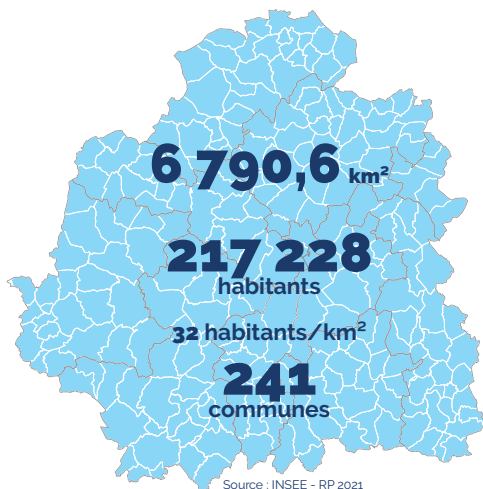 6 790,6 km²
217 228
habitants
32 habitants/km²
241
communes
Source : INSEE - RP 2021